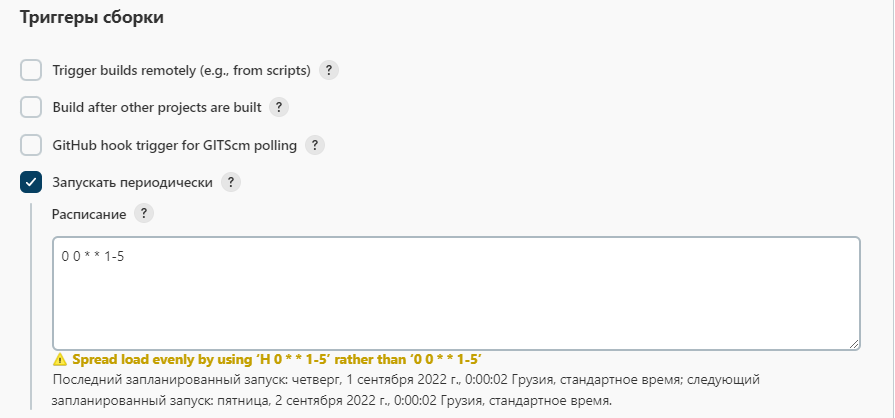 Триггеры сборки
Trigger builds remotely (e.g., from scripts) ?
Build after other projects are built ?
GitHub hook trigger for GITScm polling ?
Запускать периодически ?
Расписание ?
0 0 * * 1-5
Spread load evenly by using ‘H 0 * * 1-5’ rather than ‘0 0 * * 1-5’
Последний запланированный запуск: четверг, 1 сентября 2022 г., 0:00:02 Грузия, стандартное время; следующий
запланированный запуск: пятница, 2 сентября 2022 г., 0:00:02 Грузия, стандартное время.